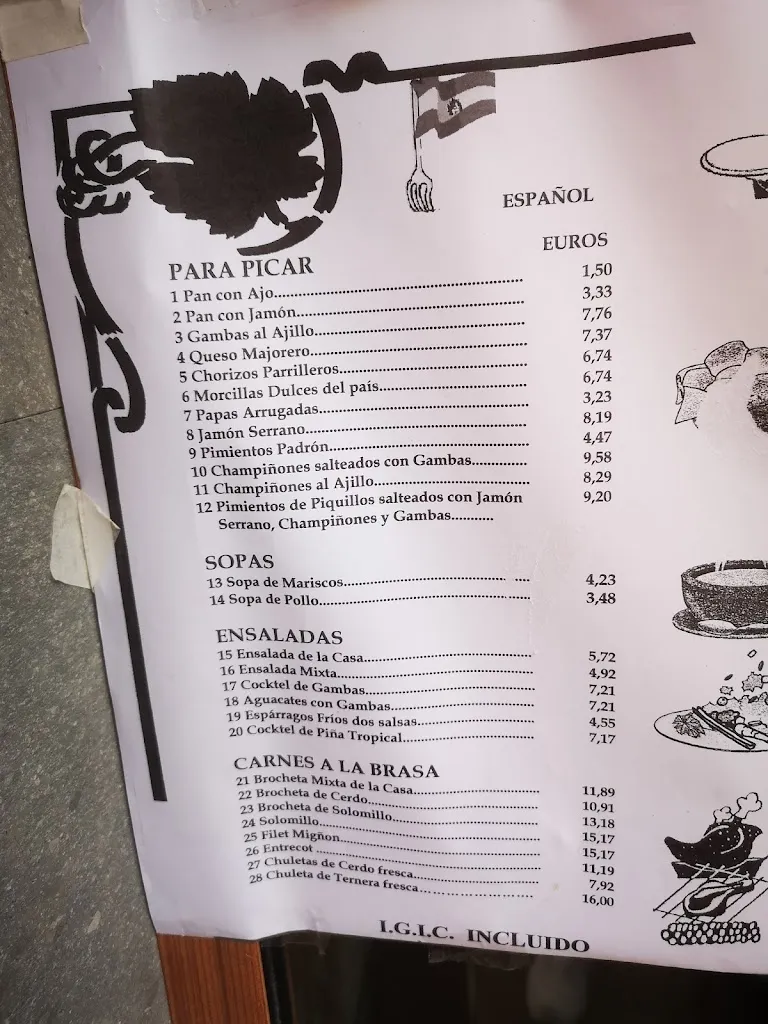 ESPAÑOL
EUROS
PARA PICAR
1 Pan con Ajo 1,50
2 Pan con Jamón 3,33
3 Gambas al Ajillo 7,76
4 Queso Majorero 7,37
5 Chorizos Parrilleros 6,74
6 Morcillas Dulces del país 6,74
7 Papas Arrugadas 3,23
8 Jamón Serrano 8,19
9 Pimientos Padrón 4,47
10 Champiñones salteados con Gambas 9,58
11 Champiñones al Ajillo 8,29
12 Pimientos de Piquillos salteados con Jamón 9,20
Serrano, Champiñones y Gambas
SOPAS
13 Sopa de Mariscos 4,23
14 Sopa de Pollo 3,48
ENSALADAS
15 Ensalada de la Casa 5,72
16 Ensalada Mixta 4,92
17 Cocktel de Gambas 7,21
18 Aguacates con Gambas 7,21
19 Espárragos Fríos dos salsas 4,55
20 Cocktel de Piña Tropical 7,17
CARNES A LA BRASA
21 Brocheta Mixta de la Casa 11,89
22 Brocheta de Cerdo 10,91
23 Brocheta de Solomillo 13,18
24 Solomillo 15,17
25 Filet Migñon 15,17
26 Entrecot 11,19
27 Chuletas de Cerdo fresca 7,92
28 Chuleta de Ternera fresca 16,00
I.G.I.C. INCLUIDO